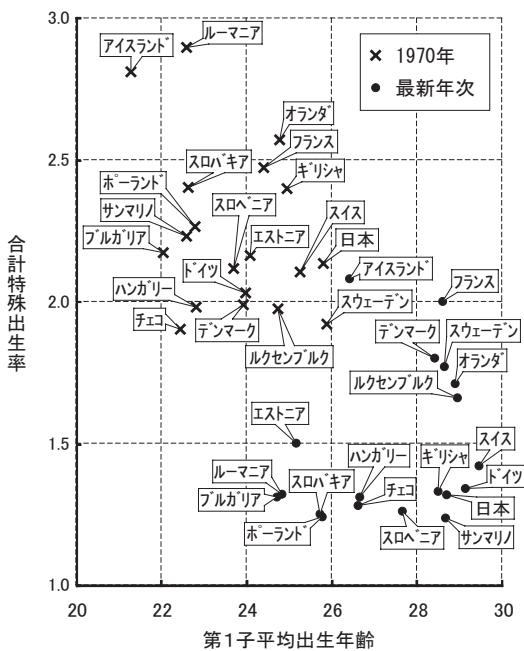 合計特殊出生率
3.0
2.5
2.0
1.5
1.0
× 1970年
● 最新年次
アイスランド
ルーマニア
オランダ
フランス
スロバキア
ギリシャ
ポーランド
サンマリノ
スロベニア
スイス
ブルガリア
エストニア
日本
ドイツ
アイスランド
フランス
ハンガリー
チェコ
デンマーク
スウェーデン
デンマーク
スウェーデン
ルクセンブルク
オランダ
ルクセンブルク
エストニア
スイス
ルーマニア
スロバキア
ハンガリー
ギリシャ
ドイツ
ブルガリア
チェコ
日本
ポーランド
スロベニア
サンマリノ
20 22 24 26 28 30
第1子平均出生年齢